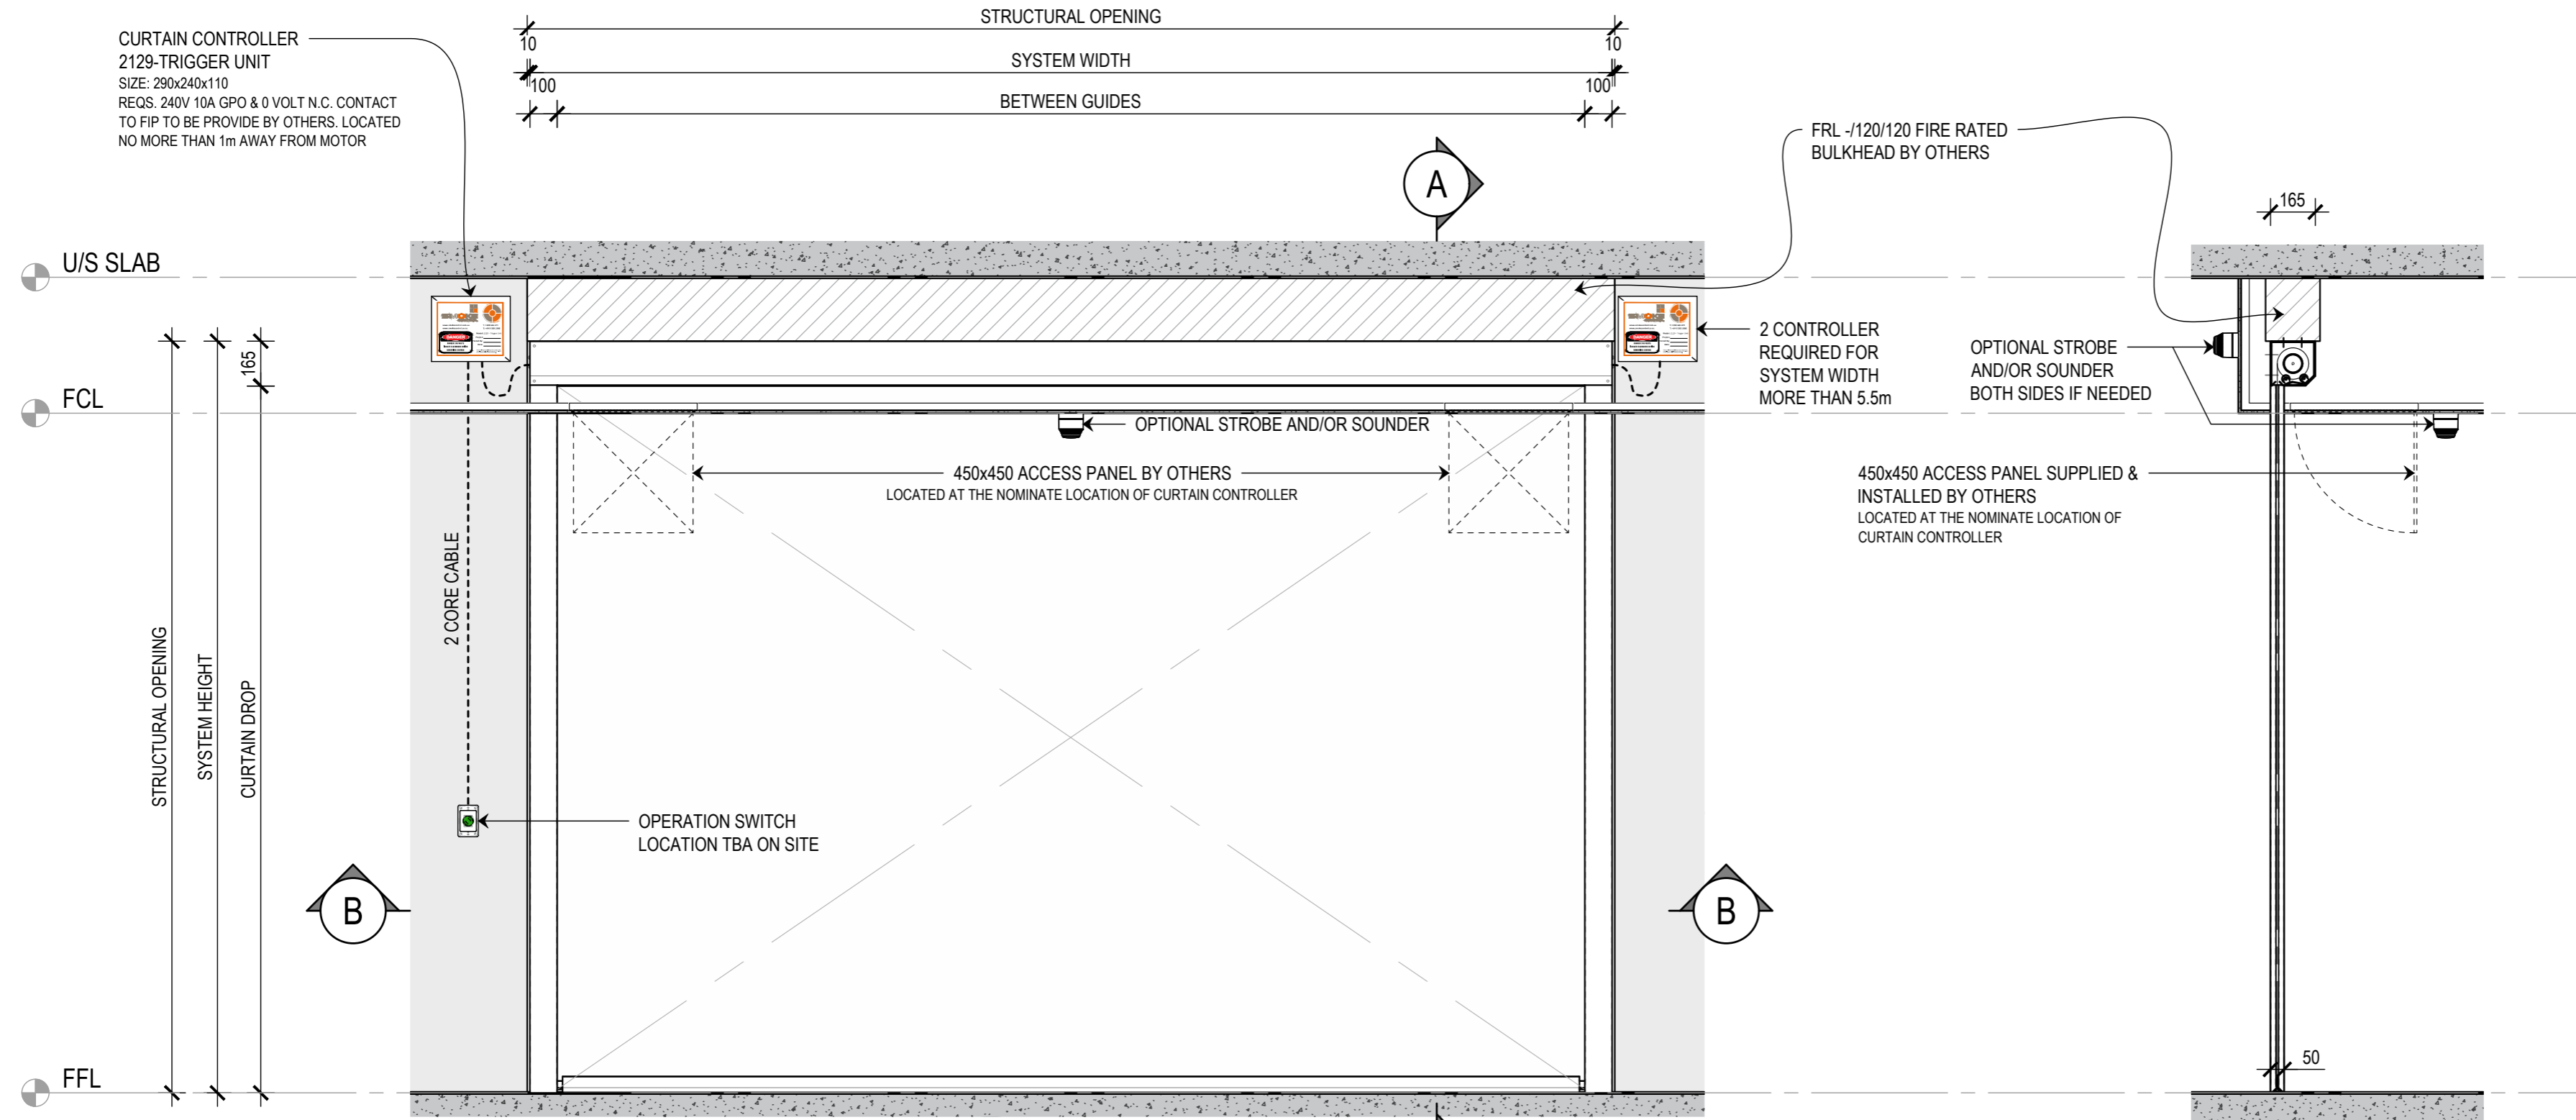 STRUCTURAL OPENING
10
10
SYSTEM WIDTH
100
100
BETWEEN GUIDES
CURTAIN CONTROLLER
2129-TRIGGER UNIT
SIZE: 290x240x110
REQS. 240V 10A GPO & 0 VOLT N.C. CONTACT
TO FIP TO BE PROVIDE BY OTHERS. LOCATED
NO MORE THAN 1m AWAY FROM MOTOR
A
FRL -/120/120 FIRE RATED
BULKHEAD BY OTHERS
165
U/S SLAB
FCL
FFL
165
2 CONTROLLER
REQUIRED FOR
SYSTEM WIDTH
MORE THAN 5.5m
OPTIONAL STROBE
AND/OR SOUNDER
BOTH SIDES IF NEEDED
OPTIONAL STROBE AND/OR SOUNDER
450x450 ACCESS PANEL BY OTHERS
LOCATED AT THE NOMINATE LOCATION OF CURTAIN CONTROLLER
450x450 ACCESS PANEL SUPPLIED &
INSTALLED BY OTHERS
LOCATED AT THE NOMINATE LOCATION OF
CURTAIN CONTROLLER
2 CORE CABLE
STRUCTURAL OPENING
SYSTEM HEIGHT
CURTAIN DROP
OPERATION SWITCH
LOCATION TBA ON SITE
B
B
50